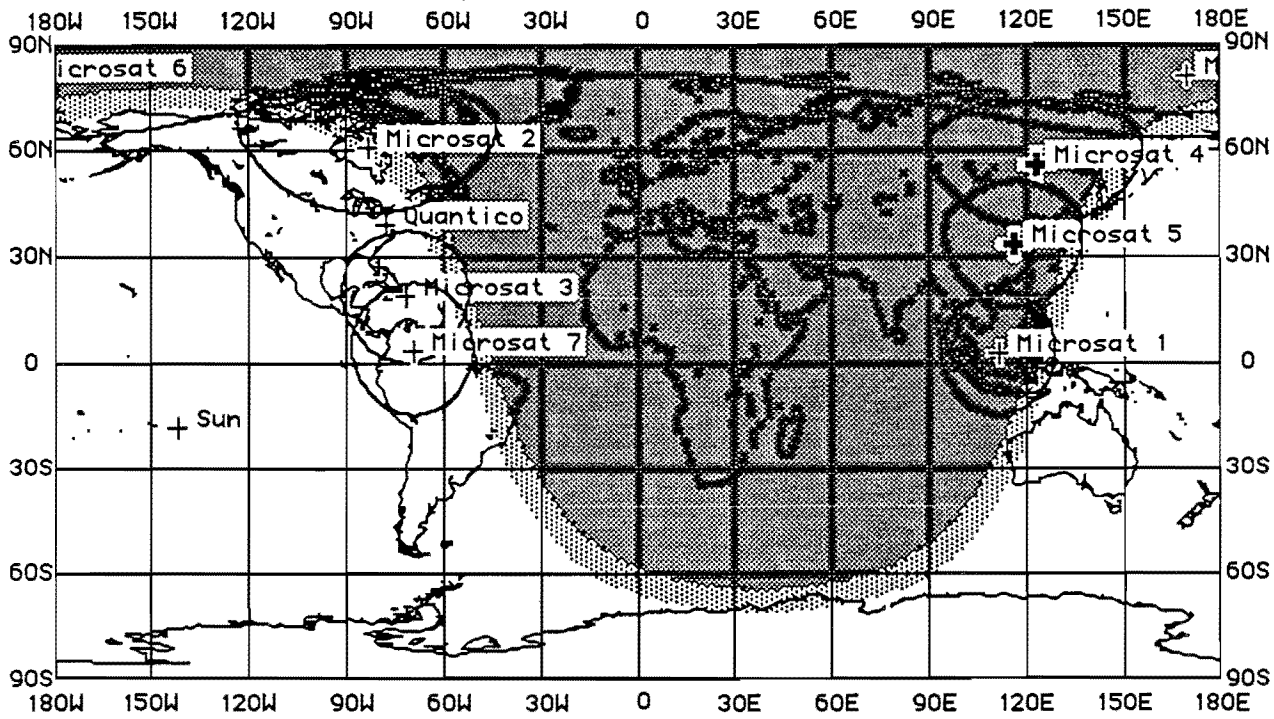 180W 150W 120W 90W 60W 30W 0 30E 60E 90E 120E 150E 180E
90N 90N
icrosat 6 M
Microsat 2
60N Microsat 4 60N
Quantico
Microsat 5
30N 30N
Microsat 3
Microsat 7 Microsat 1
0 0
Sun
30S 30S
60S 60S
90S 90S
180W 150W 120W 90W 60W 30W 0 30E 60E 90E 120E 150E 180E